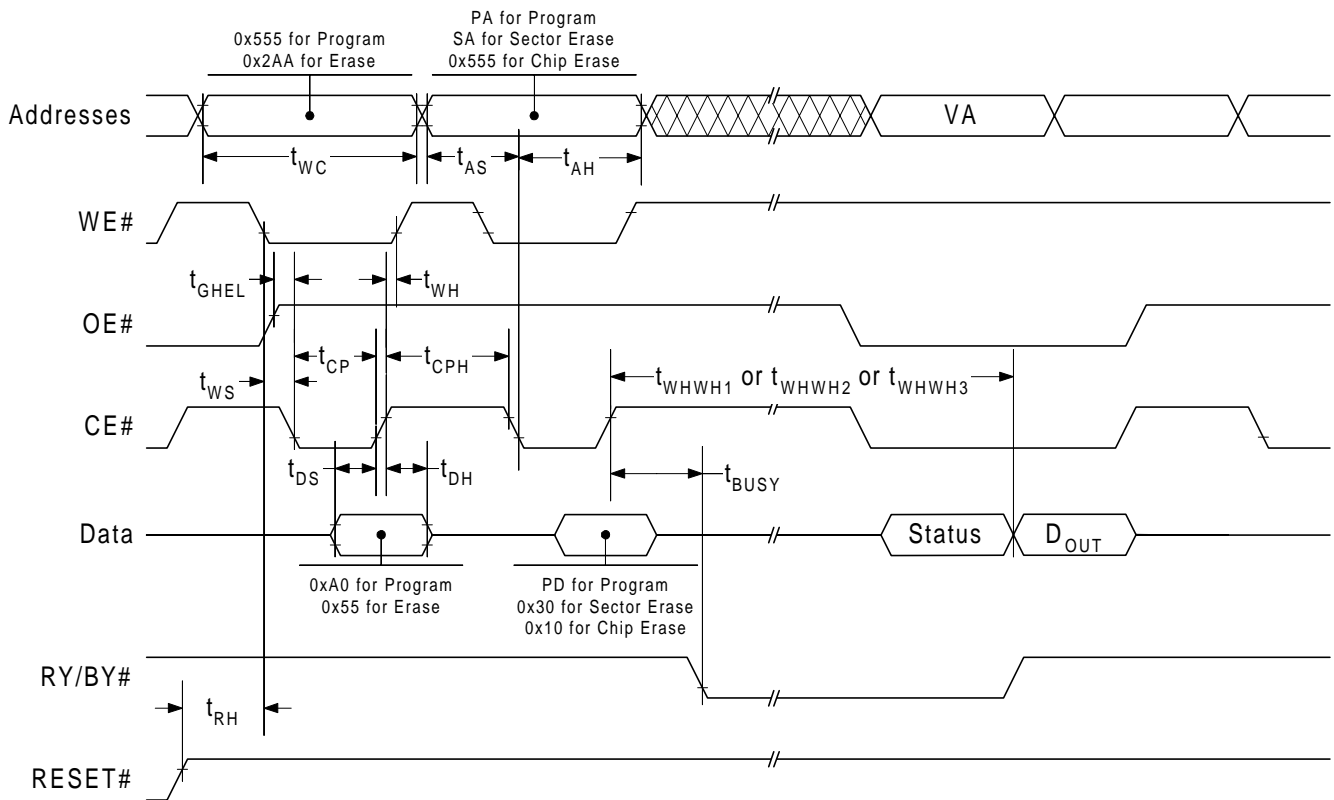 0x555 for Program
0x2AA for Erase
PA for Program
SA for Sector Erase
0x555 for Chip Erase
Addresses
VA
tWC
tAS
tAH
WE#
tGHEL
tWH
OE#
tCP
tCPH
tWS
tWHWH1 or tWHWH2 or tWHWH3
CE#
tDS
tDH
tBUSY
Data
Status
DOUT
0xA0 for Program
0x55 for Erase
PD for Program
0x30 for Sector Erase
0x10 for Chip Erase
RY/BY#
tRH
RESET#